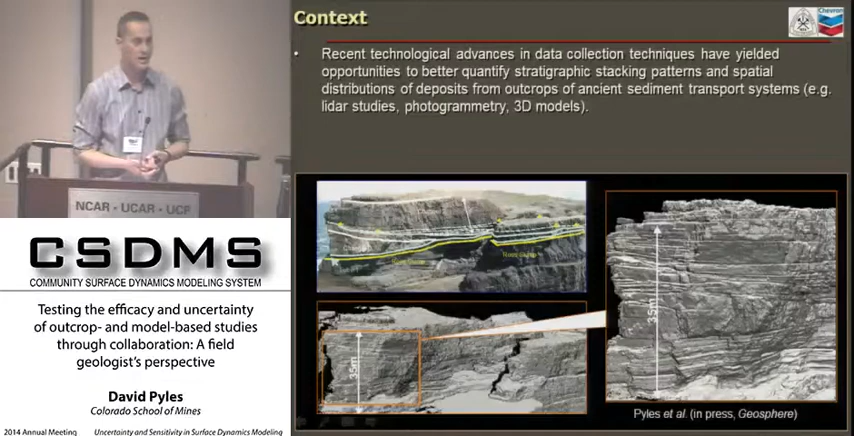 Context
Chevron
• Recent technological advances in data collection techniques have yielded
opportunities to better quantify stratigraphic stacking patterns and spatial
distributions of deposits from outcrops of ancient sediment transport systems (e.g.
lidar studies, photogrammetry, 3D models).
NCAR - UCAR - UCP
CSDMS
COMMUNITY SURFACE DYNAMICS MODELING SYSTEM
Testing the efficacy and uncertainty
of outcrop- and model-based studies
through collaboration: A field
geologist's perspective
David Pyles
Colorado School of Mines
2014 Annual Meeting
Uncertainty and Sensitivity in Surface Dynamics Modeling
35m
35m
Pyles et al. (in press, Geosphere)